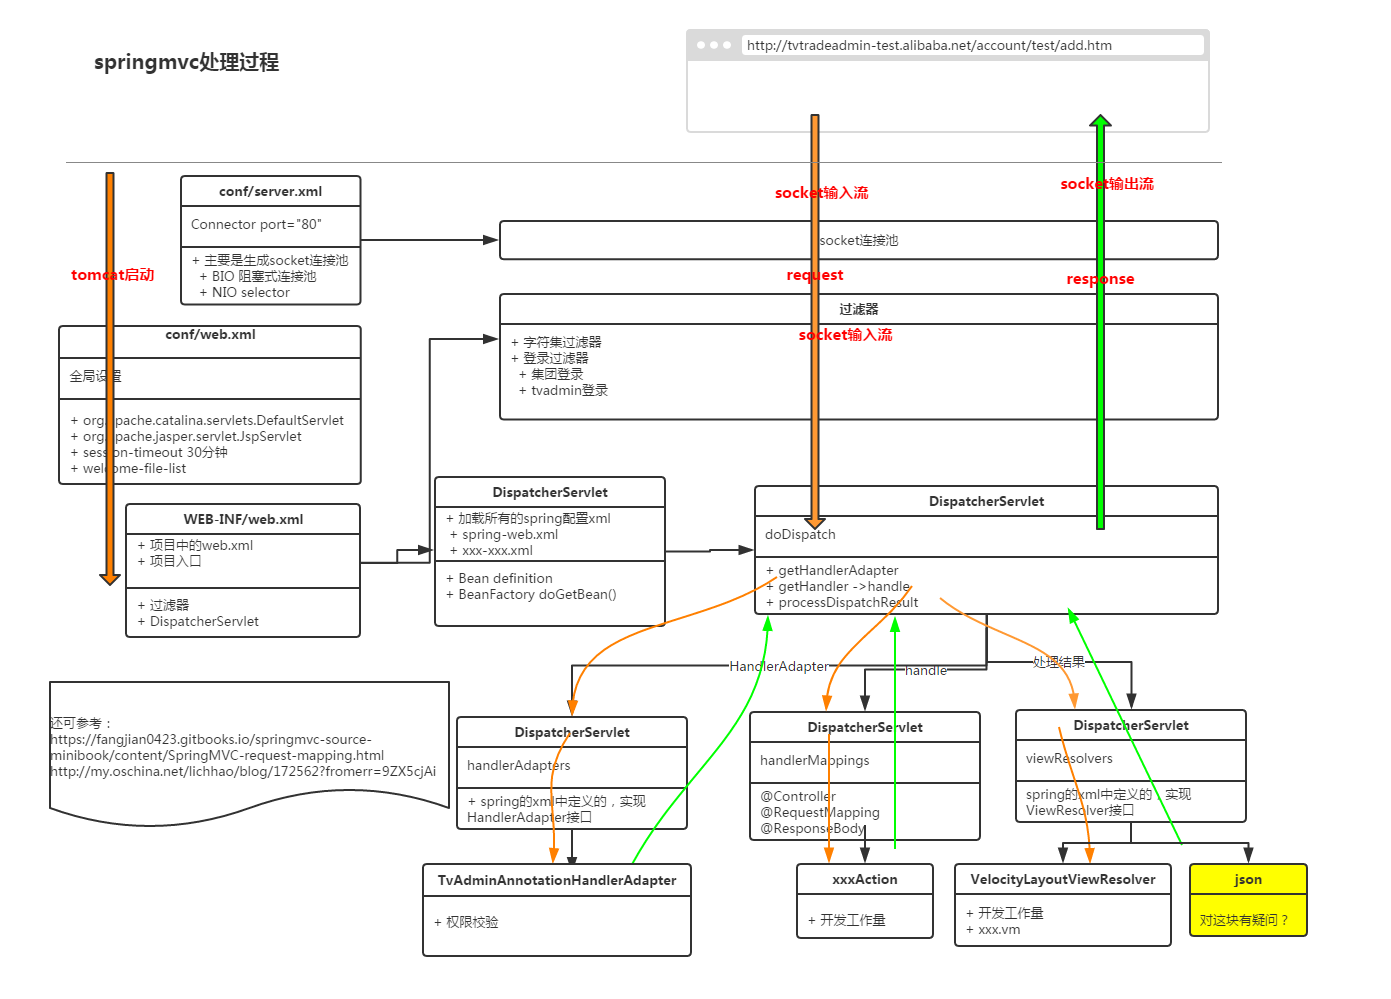 springmvc处理过程
http://tvtradeadmin-test.alibaba.net/account/test/add.htm
tomcat启动
conf/server.xml
Connector port="80"
+ 主要是生成socket连接池
+ BIO 阻塞式连接池
+ NIO selector
socket输入流
socket输出流
socket连接池
request
response
过滤器
socket输入流
+ 字符集过滤器
+ 登录过滤器
+ 集团登录
+ tvadmin登录
conf/web.xml
全局设置
+ org.apache.catalina.servlets.DefaultServlet
+ org.apache.jasper.servlet.JspServlet
+ session-timeout 30分钟
+ welcome-file-list
WEB-INF/web.xml
+ 项目中的web.xml
+ 项目入口
+ 过滤器
+ DispatcherServlet
DispatcherServlet
+ 加载所有的spring配置xml
+ spring-web.xml
+ xxx-xxx.xml
+ Bean definition
+ BeanFactory doGetBean()
DispatcherServlet
doDispatch
+ getHandlerAdapter
+ getHandler ->handle
+ processDispatchResult
HandlerAdapter
handle
处理结果
还可参考：
https://fangjian0423.gitbooks.io/springmvc-source-
minibook/content/SpringMVC-request-mapping.html
http://my.oschina.net/lichhao/blog/172562?fromerr=9ZX5cjAi
DispatcherServlet
handlerAdapters
+ spring的xml中定义的，实现
HandlerAdapter接口
DispatcherServlet
handlerMappings
@Controller
@RequestMapping
@ResponseBody
DispatcherServlet
viewResolvers
spring的xml中定义的，实现
ViewResolver接口
TvAdminAnnotationHandlerAdapter
+ 权限校验
xxxAction
+ 开发工作量
VelocityLayoutViewResolver
+ 开发工作量
+ xxx.vm
json
对这块有疑问？